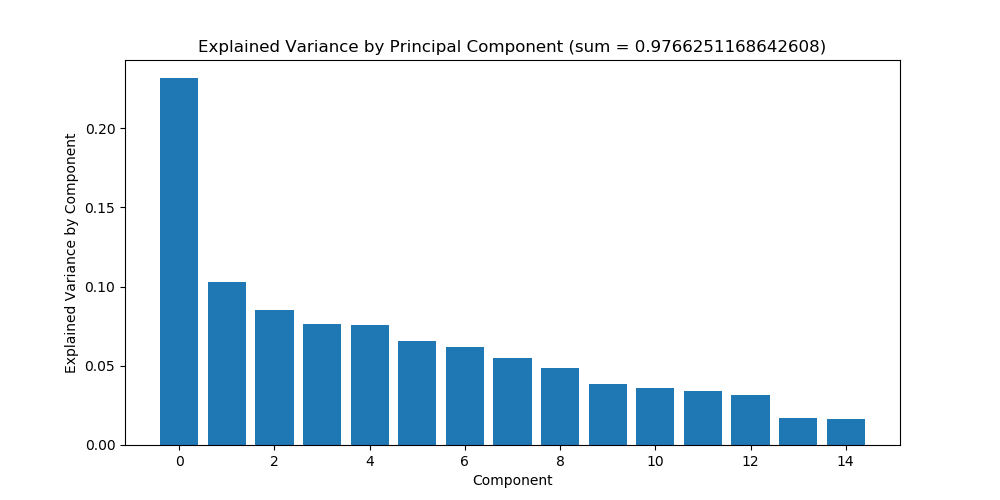 Explained Variance by Principal Component (sum = 0.9766251168642608)
Explained Variance by Component
0.20
0.15
0.10
0.05
0.00
0 2 4 6 8 10 12 14
Component